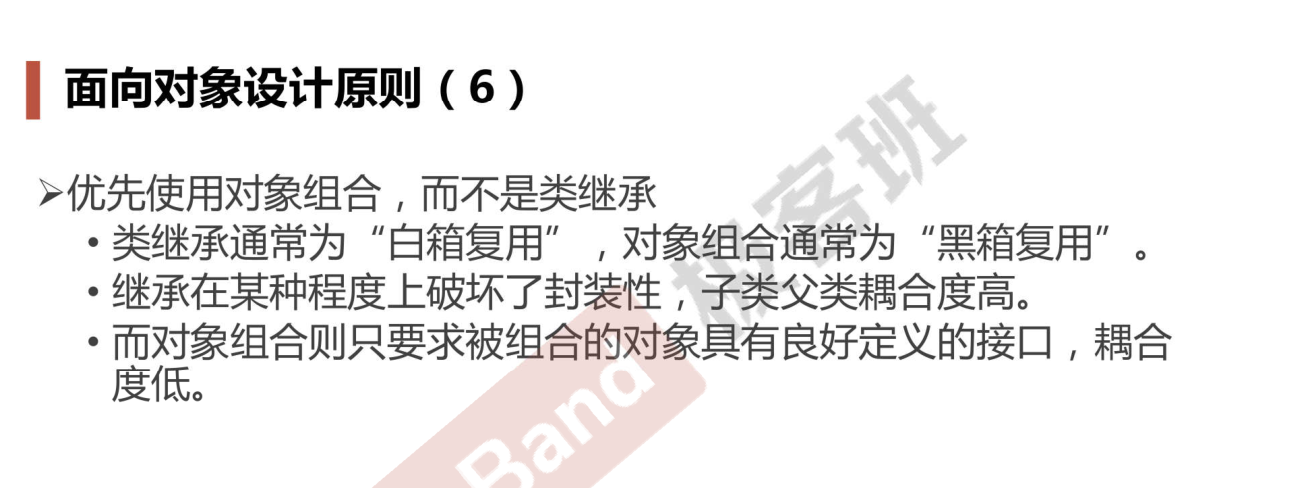 面向对象设计原则（6）
➢优先使用对象组合，而不是类继承
• 类继承通常为“白箱复用”，对象组合通常为“黑箱复用”。
• 继承在某种程度上破坏了封装性，子类父类耦合度高。
• 而对象组合则只要求被组合的对象具有良好定义的接口，耦合
度低。
Band 极客班